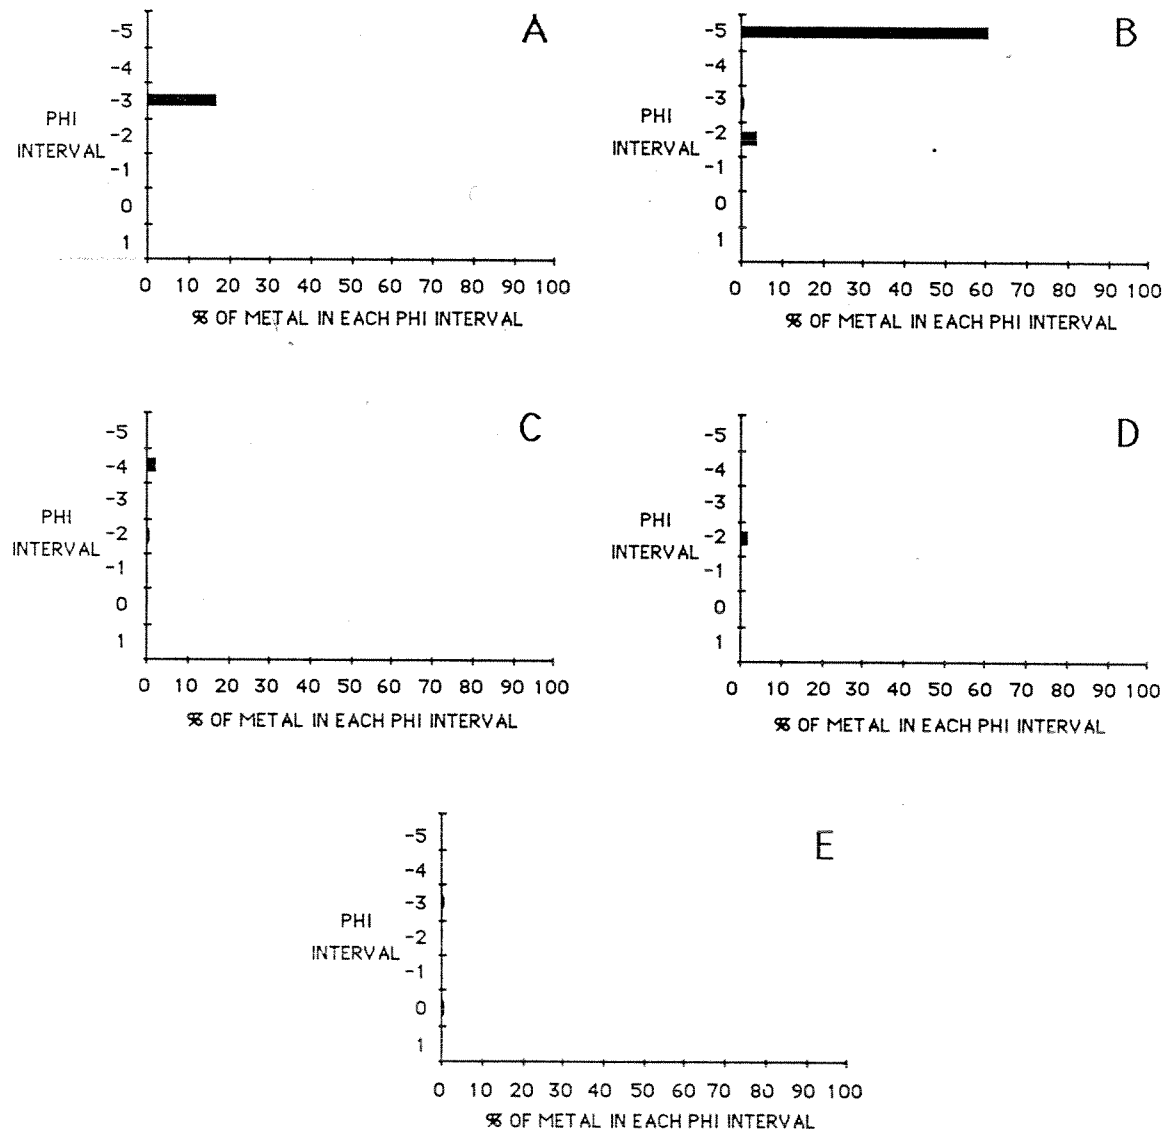 A
-5
-4
-3
-2
-1
0
1
PHI
INTERVAL
0 10 20 30 40 50 60 70 80 90 100
% OF METAL IN EACH PHI INTERVAL
B
-5
-4
-3
-2
-1
0
1
PHI
INTERVAL
0 10 20 30 40 50 60 70 80 90 100
% OF METAL IN EACH PHI INTERVAL
C
-5
-4
-3
-2
-1
0
1
PHI
INTERVAL
0 10 20 30 40 50 60 70 80 90 100
% OF METAL IN EACH PHI INTERVAL
D
-5
-4
-3
-2
-1
0
1
PHI
INTERVAL
0 10 20 30 40 50 60 70 80 90 100
% OF METAL IN EACH PHI INTERVAL
E
-5
-4
-3
-2
-1
0
1
PHI
INTERVAL
0 10 20 30 40 50 60 70 80 90 100
% OF METAL IN EACH PHI INTERVAL